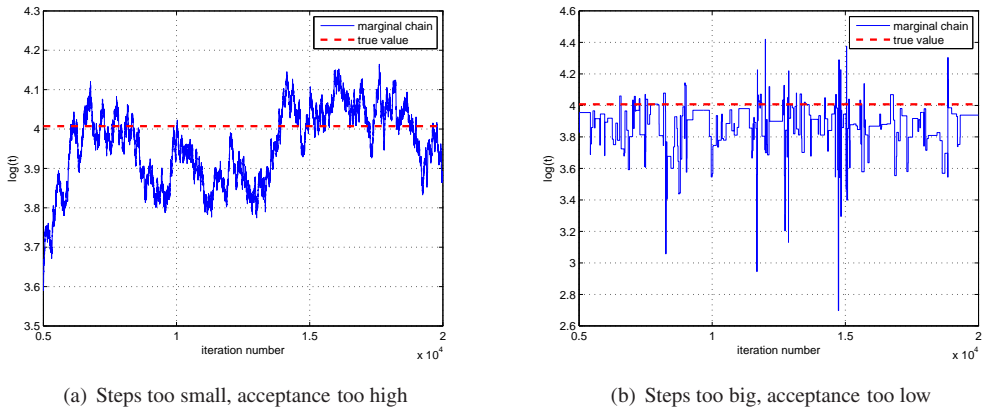 4.3
4.2
4.1
4
3.9
3.8
3.7
3.6
3.5
0.5
1
1.5
2
x 10^4
iteration number
log(t)
marginal chain
true value
(a) Steps too small, acceptance too high
4.6
4.4
4.2
4
3.8
3.6
3.4
3.2
3
2.8
2.6
0.5
1
1.5
2
x 10^4
iteration number
log(t)
marginal chain
true value
(b) Steps too big, acceptance too low